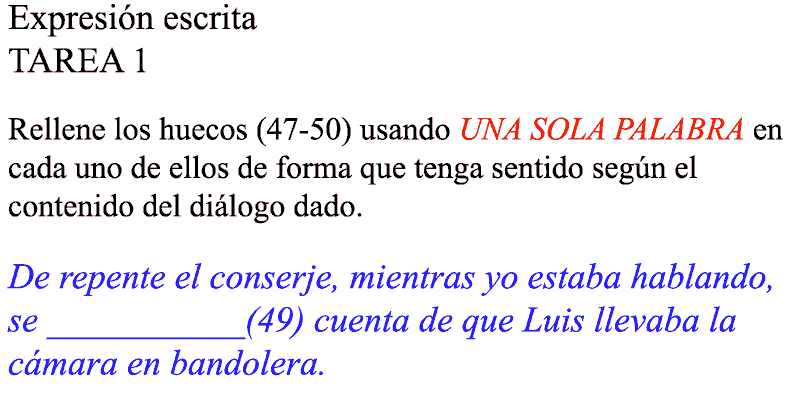 Expresión escrita
TAREA 1
Rellene los huecos (47-50) usando UNA SOLA PALABRA en
cada uno de ellos de forma que tenga sentido según el
contenido del diálogo dado.
De repente el conserje, mientras yo estaba hablando,
se ___________(49) cuenta de que Luis llevaba la
cámara en bandolera.